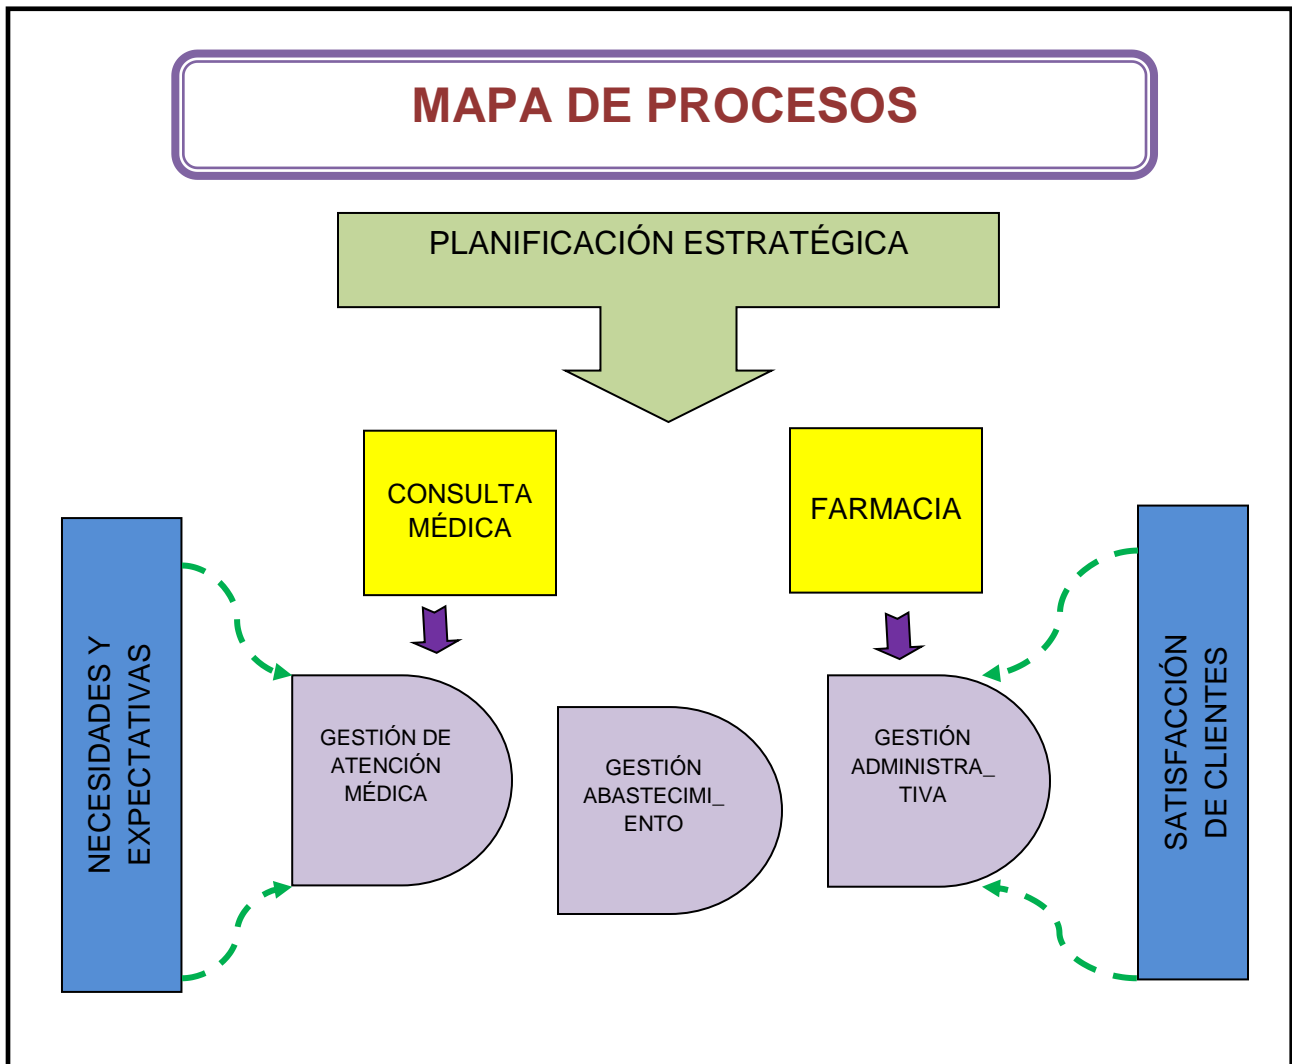 MAPA DE PROCESOS
PLANIFICACIÓN ESTRATÉGICA
CONSULTA
MÉDICA
FARMACIA
NECESIDADES Y
EXPECTATIVAS
GESTIÓN DE
ATENCIÓN
MÉDICA
GESTIÓN
ABASTECIMI_
ENTO
GESTIÓN
ADMINISTRA_
TIVA
SATISFACCIÓN
DE CLIENTES